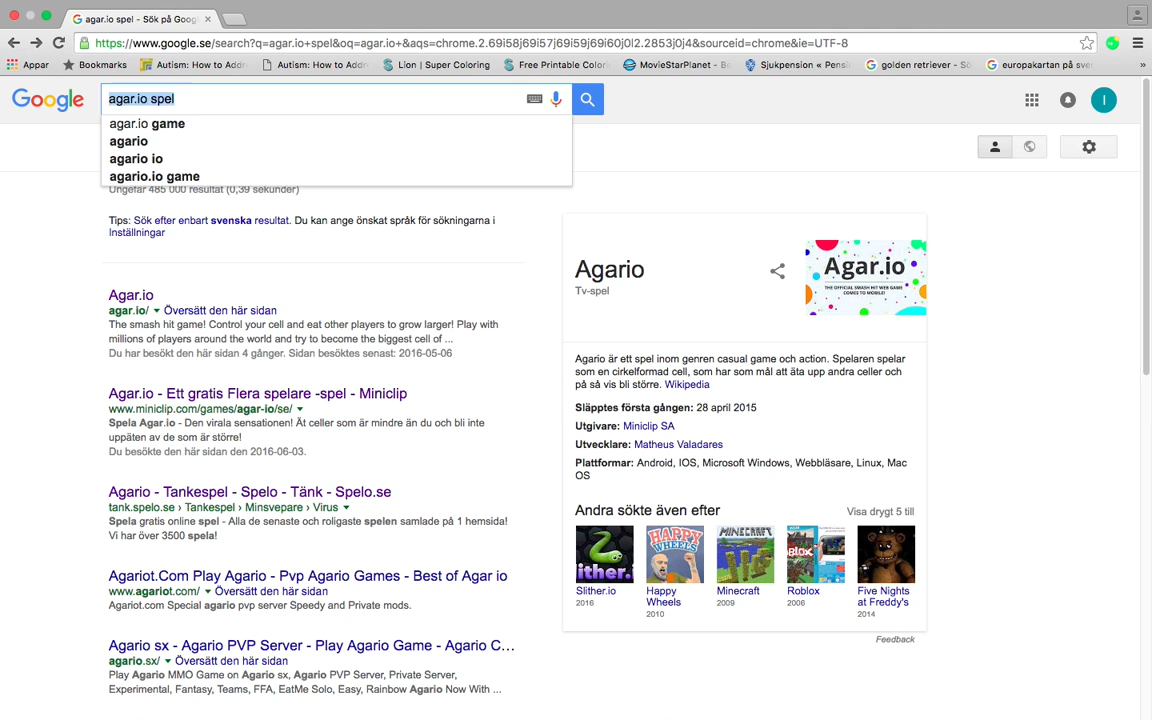 agar.io spel - Sök på Goog
https://www.google.se/search?q=agar.io+spel&oq=agar.io+&aqs=chrome.2.69i58j69i57j69i59j69i60j0l2.2853j0j4&sourceid=chrome&ie=UTF-8
Appar Bookmarks Autism: How to Addr Autism: How to Addr Lion | Super Coloring Free Printable Colorin MovieStarPlanet - Be Sjukpension « Pens golden retriever - Sö europakartan på sve »
Google agar.io spel I
agar.io game
agario
agario io
agario.io game
Ungefär 485 000 resultat (0,39 sekunder)
Tips: Sök efter enbart svenska resultat. Du kan ange önskat språk för sökningarna i
Inställningar
Agar.io
agar.io/ Översätt den här sidan
The smash hit game! Control your cell and eat other players to grow larger! Play with
millions of players around the world and try to become the biggest cell of ...
Du har besökt den här sidan 4 gånger. Sidan besöktes senast: 2016-05-06
Agar.io - Ett gratis Flera spelare -spel - Miniclip
www.miniclip.com/games/agar-io/se/
Spela Agar.io - Den virala sensationen! Ät celler som är mindre än du och bli inte
uppäten av de som är större!
Du besökte den här sidan den 2016-06-03.
Agario - Tankespel - Spelo - Tänk - Spelo.se
tank.spelo.se › Tankespel › Minsvepare › Virus
Spela gratis online spel - Alla de senaste och roligaste spelen samlade på 1 hemsida!
Vi har över 3500 spela!
Agariot.Com Play Agario - Pvp Agario Games - Best of Agar io
www.agariot.com/ Översätt den här sidan
Agariot.com Special agario pvp server Speedy and Private mods.
Agario sx - Agario PVP Server - Play Agario Game - Agario C...
agario.sx/ Översätt den här sidan
Play Agario MMO Game on Agario sx, Agario PVP Server, Private Server,
Experimental, Fantasy, Teams, FFA, EatMe Solo, Easy, Rainbow Agario Now With ...
Agario
Tv-spel
Agar.io
THE OFFICIAL SMASH HIT WEB GAME
COMES TO MOBILE!
Agario är ett spel inom genren casual game och action. Spelaren spelar
som en cirkelformad cell, som har som mål att äta upp andra celler och
på så vis bli större. Wikipedia
Släpptes första gången: 28 april 2015
Utgivare: Miniclip SA
Utvecklare: Matheus Valadares
Plattformar: Android, IOS, Microsoft Windows, Webbläsare, Linux, Mac
OS
Andra sökte även efter Visa drygt 5 till
slither.io
HAPPY
WHEELS
MINECRAFT
Slither.io
2016
Happy
Wheels
2010
Minecraft
2009
Roblox
2006
Five Nights
at Freddy's
2014
Feedback